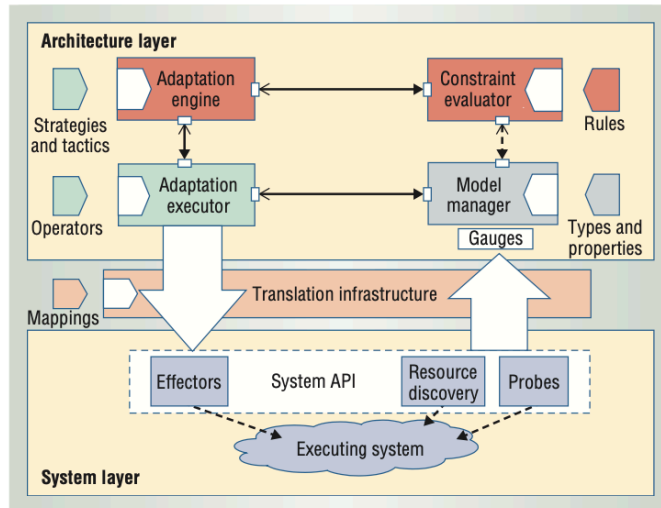 Architecture layer
Adaptation
engine
Constraint
evaluator
Strategies
and tactics
Rules
Adaptation
executor
Model
manager
Operators
Gauges
Types and
properties
Translation infrastructure
Mappings
Effectors
System API
Resource
discovery
Probes
Executing system
System layer